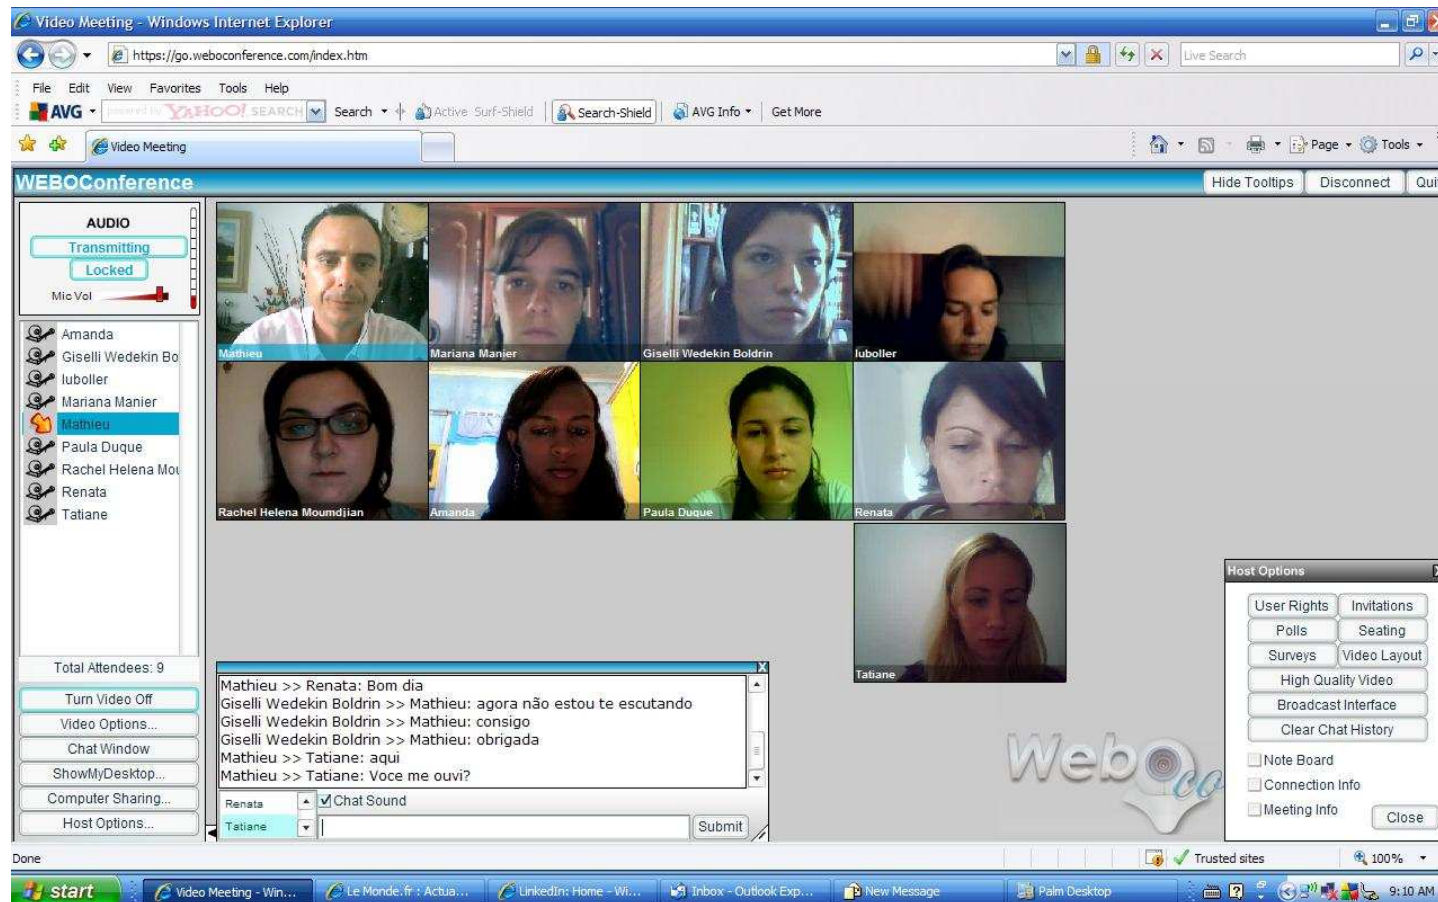 Video Meeting - Windows Internet Explorer
https://go.weboconference.com/index.htm
Live Search
File Edit View Favorites Tools Help
AVG powered by YAHOO! SEARCH Search Active Surf-Shield Search-Shield AVG Info Get More
Video Meeting
Page Tools
WEBOConference
Hide Tooltips Disconnect Qui
AUDIO
Transmitting
Locked
Mic Vol
Amanda
Giselli Wedekin Bo
luboller
Mariana Manier
Mathieu
Paula Duque
Rachel Helena Mou
Renata
Tatiane
Total Attendees: 9
Turn Video Off
Video Options...
Chat Window
ShowMyDesktop...
Computer Sharing...
Host Options...
Mathieu
Mariana Manier
Giselli Wedekin Boldrin
luboller
Rachel Helena Moumdjian
Amanda
Paula Duque
Renata
Tatiane
X
Mathieu >> Renata: Bom dia
Giselli Wedekin Boldrin >> Mathieu: agora não estou te escutando
Giselli Wedekin Boldrin >> Mathieu: consigo
Giselli Wedekin Boldrin >> Mathieu: obrigada
Mathieu >> Tatiane: aqui
Mathieu >> Tatiane: Voce me ouvi?
Renata
Tatiane
Chat Sound
Submit
Webo
co
Host Options
User Rights Invitations
Polls Seating
Surveys Video Layout
High Quality Video
Broadcast Interface
Clear Chat History
Note Board
Connection Info
Meeting Info
Close
Done
Trusted sites
100%
start
Video Meeting - Win...
Le Monde.fr : Actua...
LinkedIn: Home - Wi...
Inbox - Outlook Exp...
New Message
Palm Desktop
9:10 AM